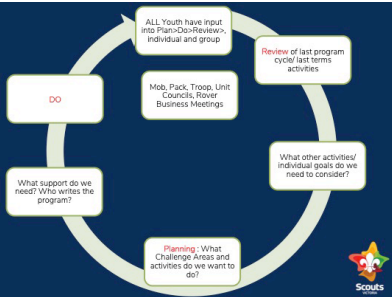 ALL Youth have input
into Plan>Do>Review>,
individual and group
Review of last program
cycle/ last terms
activities
What other activities/
individual goals do we
need to consider?
Planning : What
Challenge Areas and
activities do we want to
do?
What support do we
need? Who writes the
program?
DO
Mob, Pack, Troop, Unit
Councils, Rover
Business Meetings
Scouts
VICTORIA